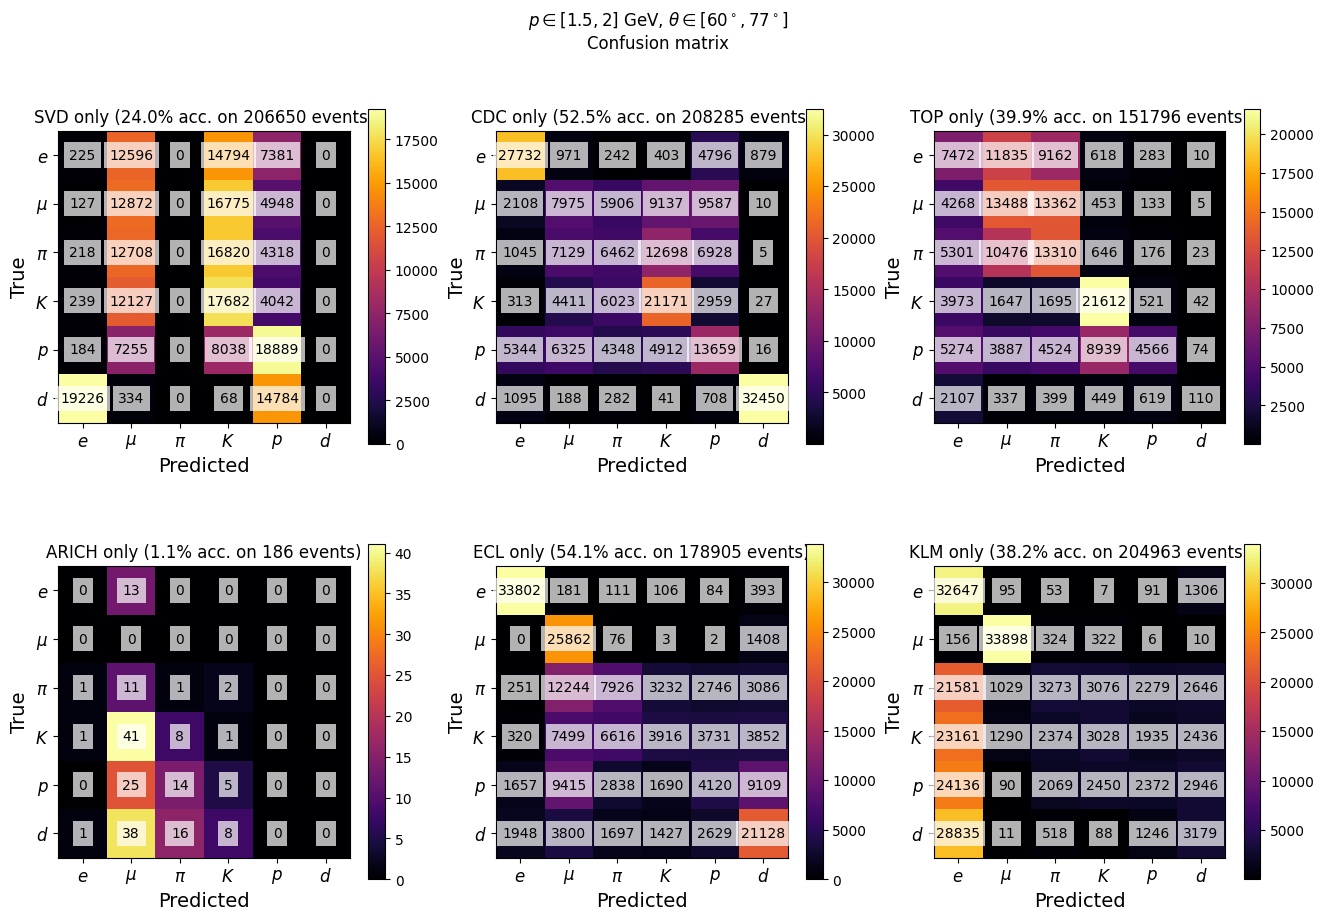 p ∈ [1.5, 2] GeV, θ ∈ [60°, 77°]
Confusion matrix
SVD only (24.0% acc. on 206650 events
True
e 225 12596 0 14794 7381 0
μ 127 12872 0 16775 4948 0
π 218 12708 0 16820 4318 0
K 239 12127 0 17682 4042 0
p 184 7255 0 8038 18889 0
d 19226 334 0 68 14784 0
e μ π K p d
Predicted
17500
15000
12500
10000
7500
5000
2500
0
CDC only (52.5% acc. on 208285 events
True
e 27732 971 242 403 4796 879
μ 2108 7975 5906 9137 9587 10
π 1045 7129 6462 12698 6928 5
K 313 4411 6023 21171 2959 27
p 5344 6325 4348 4912 13659 16
d 1095 188 282 41 708 32450
e μ π K p d
Predicted
30000
25000
20000
15000
10000
5000
TOP only (39.9% acc. on 151796 events
True
e 7472 11835 9162 618 283 10
μ 4268 13488 13362 453 133 5
π 5301 10476 13310 646 176 23
K 3973 1647 1695 21612 521 42
p 5274 3887 4524 8939 4566 74
d 2107 337 399 449 619 110
e μ π K p d
Predicted
20000
17500
15000
12500
10000
7500
5000
2500
ARICH only (1.1% acc. on 186 events)
True
e 0 13 0 0 0 0
μ 0 0 0 0 0 0
π 1 11 1 2 0 0
K 1 41 8 1 0 0
p 0 25 14 5 0 0
d 1 38 16 8 0 0
e μ π K p d
Predicted
40
35
30
25
20
15
10
5
0
ECL only (54.1% acc. on 178905 events)
True
e 33802 181 111 106 84 393
μ 0 25862 76 3 2 1408
π 251 12244 7926 3232 2746 3086
K 320 7499 6616 3916 3731 3852
p 1657 9415 2838 1690 4120 9109
d 1948 3800 1697 1427 2629 21128
e μ π K p d
Predicted
30000
25000
20000
15000
10000
5000
0
KLM only (38.2% acc. on 204963 events
True
e 32647 95 53 7 91 1306
μ 156 33898 324 322 6 10
π 21581 1029 3273 3076 2279 2646
K 23161 1290 2374 3028 1935 2436
p 24136 90 2069 2450 2372 2946
d 28835 11 518 88 1246 3179
e μ π K p d
Predicted
30000
25000
20000
15000
10000
5000